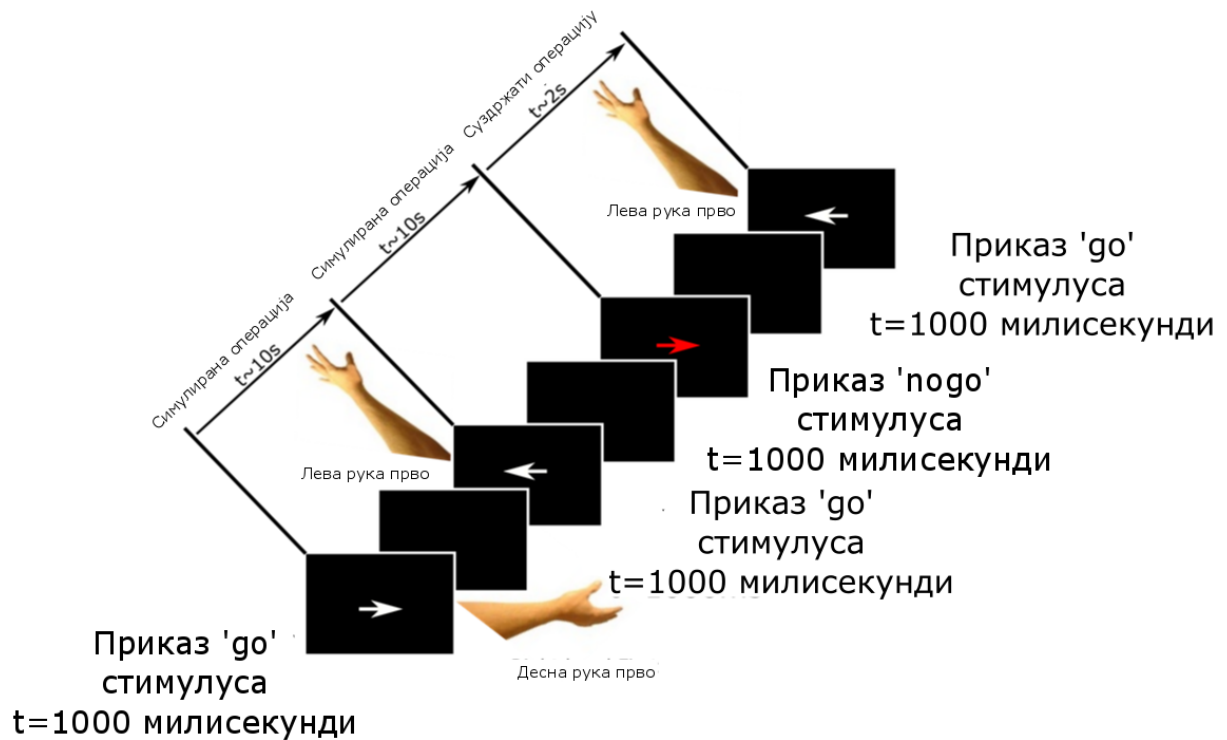 Суздржати операцију
t~2s
Симулирана операција
t~10s
Симулирана операција
t~10s
Лева рука прво
Приказ 'go'
стимулуса
t=1000 милисекунди
Приказ 'nogo'
стимулуса
t=1000 милисекунди
Лева рука прво
Приказ 'go'
стимулуса
t=1000 милисекунди
Приказ 'go'
стимулуса
t=1000 милисекунди
Десна рука прво